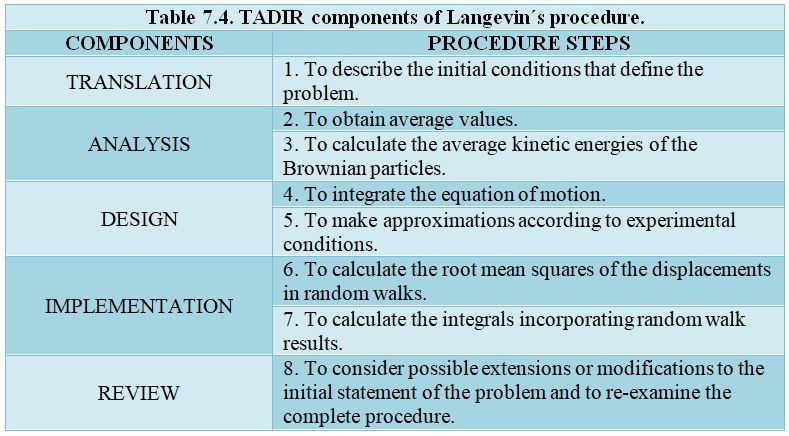 Table 7.4. TADIR components of Langevin´s procedure.
COMPONENTS
PROCEDURE STEPS
TRANSLATION
1. To describe the initial conditions that define the
problem.
ANALYSIS
2. To obtain average values.
3. To calculate the average kinetic energies of the
Brownian particles.
DESIGN
4. To integrate the equation of motion.
5. To make approximations according to experimental
conditions.
IMPLEMENTATION
6. To calculate the root mean squares of the displacements
in random walks.
7. To calculate the integrals incorporating random walk
results.
REVIEW
8. To consider possible extensions or modifications to the
initial statement of the problem and to re-examine the
complete procedure.